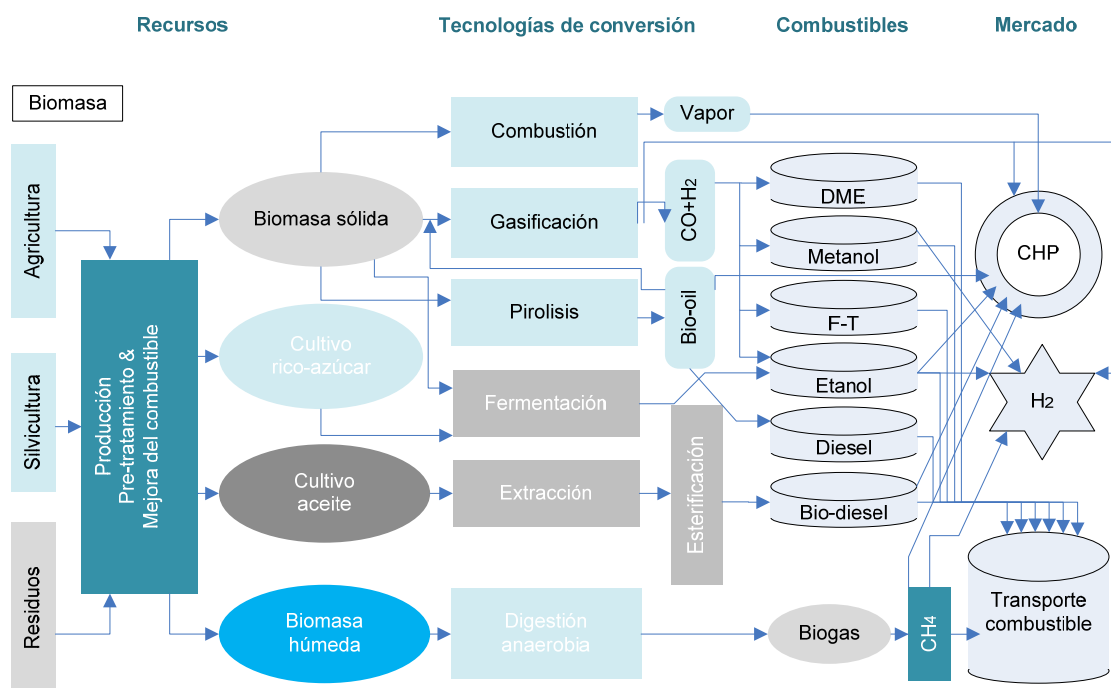 Recursos
Tecnologías de conversión
Combustibles
Mercado
Biomasa
Agricultura
Silvicultura
Residuos
Producción
Pre-tratamiento &
Mejora del combustible
Biomasa sólida
Cultivo
rico-azúcar
Cultivo
aceite
Biomasa
húmeda
Combustión
Gasificación
Pirolisis
Fermentación
Extracción
Digestión
anaerobia
Vapor
CO+H2
Bio-oil
Esterificación
DME
Metanol
F-T
Etanol
Diesel
Bio-diesel
Biogas
CH4
CHP
H2
Transporte
combustible